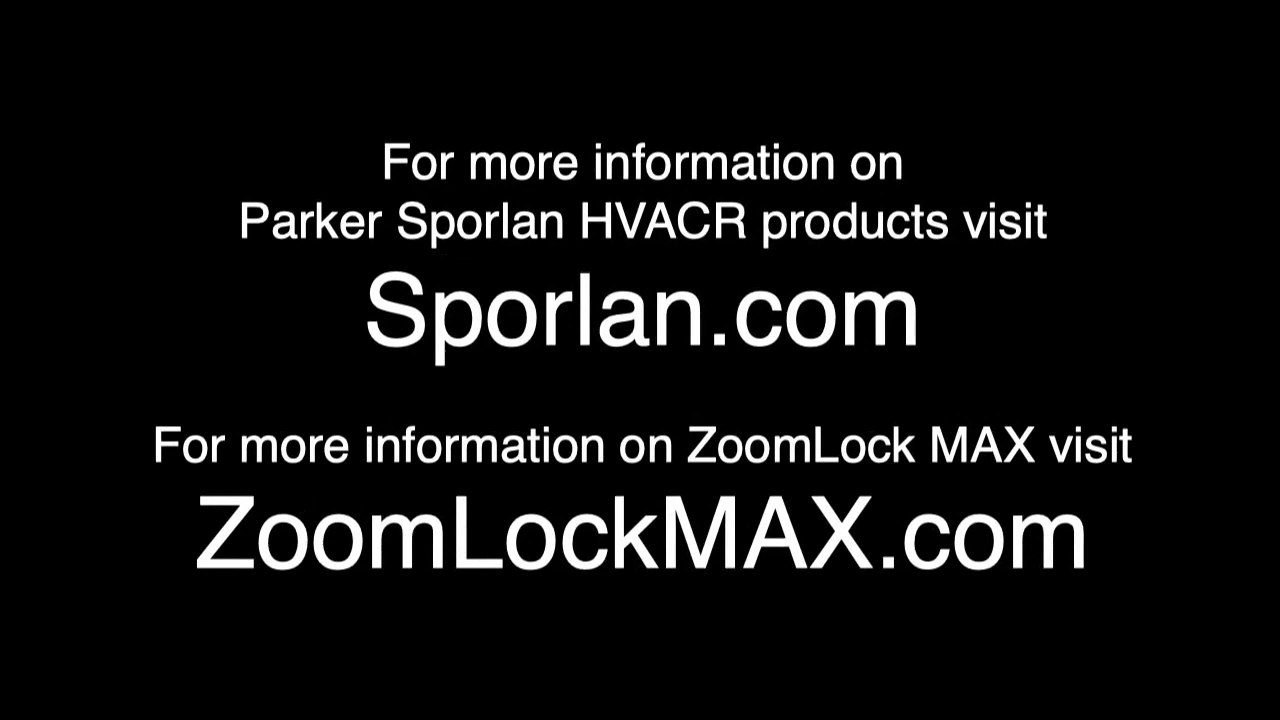 For more information on
Parker Sporlan HVACR products visit
Sporlan.com
For more information on ZoomLock MAX visit
ZoomLockMAX.com